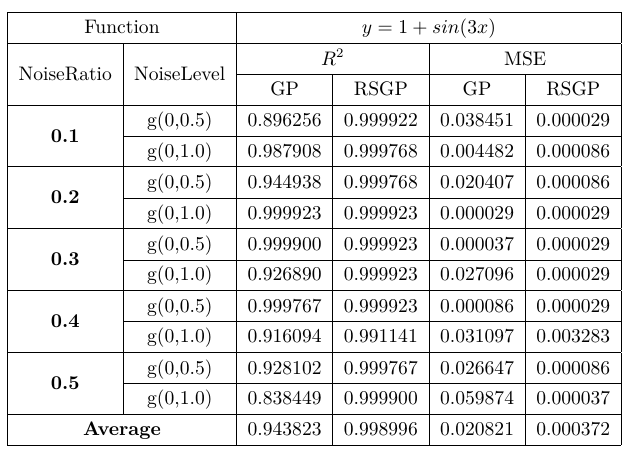 Function y = 1 + sin(3x)
NoiseRatio NoiseLevel R² MSE
GP RSGP GP RSGP
0.1 g(0,0.5) 0.896256 0.999922 0.038451 0.000029
g(0,1.0) 0.987908 0.999768 0.004482 0.000086
0.2 g(0,0.5) 0.944938 0.999768 0.020407 0.000086
g(0,1.0) 0.999923 0.999923 0.000029 0.000029
0.3 g(0,0.5) 0.999900 0.999923 0.000037 0.000029
g(0,1.0) 0.926890 0.999923 0.027096 0.000029
0.4 g(0,0.5) 0.999767 0.999923 0.000086 0.000029
g(0,1.0) 0.916094 0.991141 0.031097 0.003283
0.5 g(0,0.5) 0.928102 0.999767 0.026647 0.000086
g(0,1.0) 0.838449 0.999900 0.059874 0.000037
Average 0.943823 0.998996 0.020821 0.000372